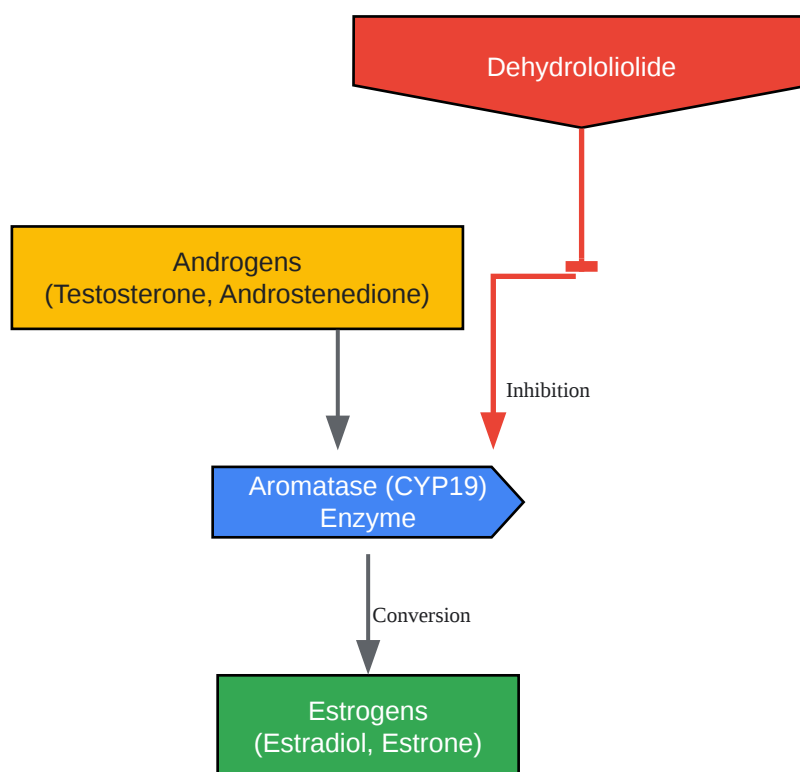 Dehydrololiolide
Androgens
(Testosterone, Androstenedione)
Inhibition
Aromatase (CYP19)
Enzyme
Conversion
Estrogens
(Estradiol, Estrone)